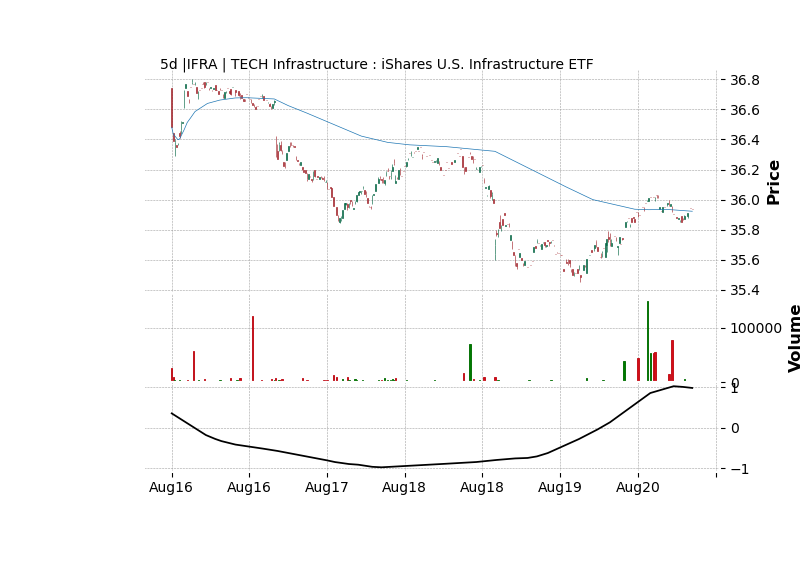 5d |IFRA | TECH Infrastructure : iShares U.S. Infrastructure ETF
36.8
36.6
36.4
36.2
36.0
35.8
35.6
35.4
Price
100000
0
Volume
1
0
−1
Aug16
Aug16
Aug17
Aug18
Aug18
Aug19
Aug20